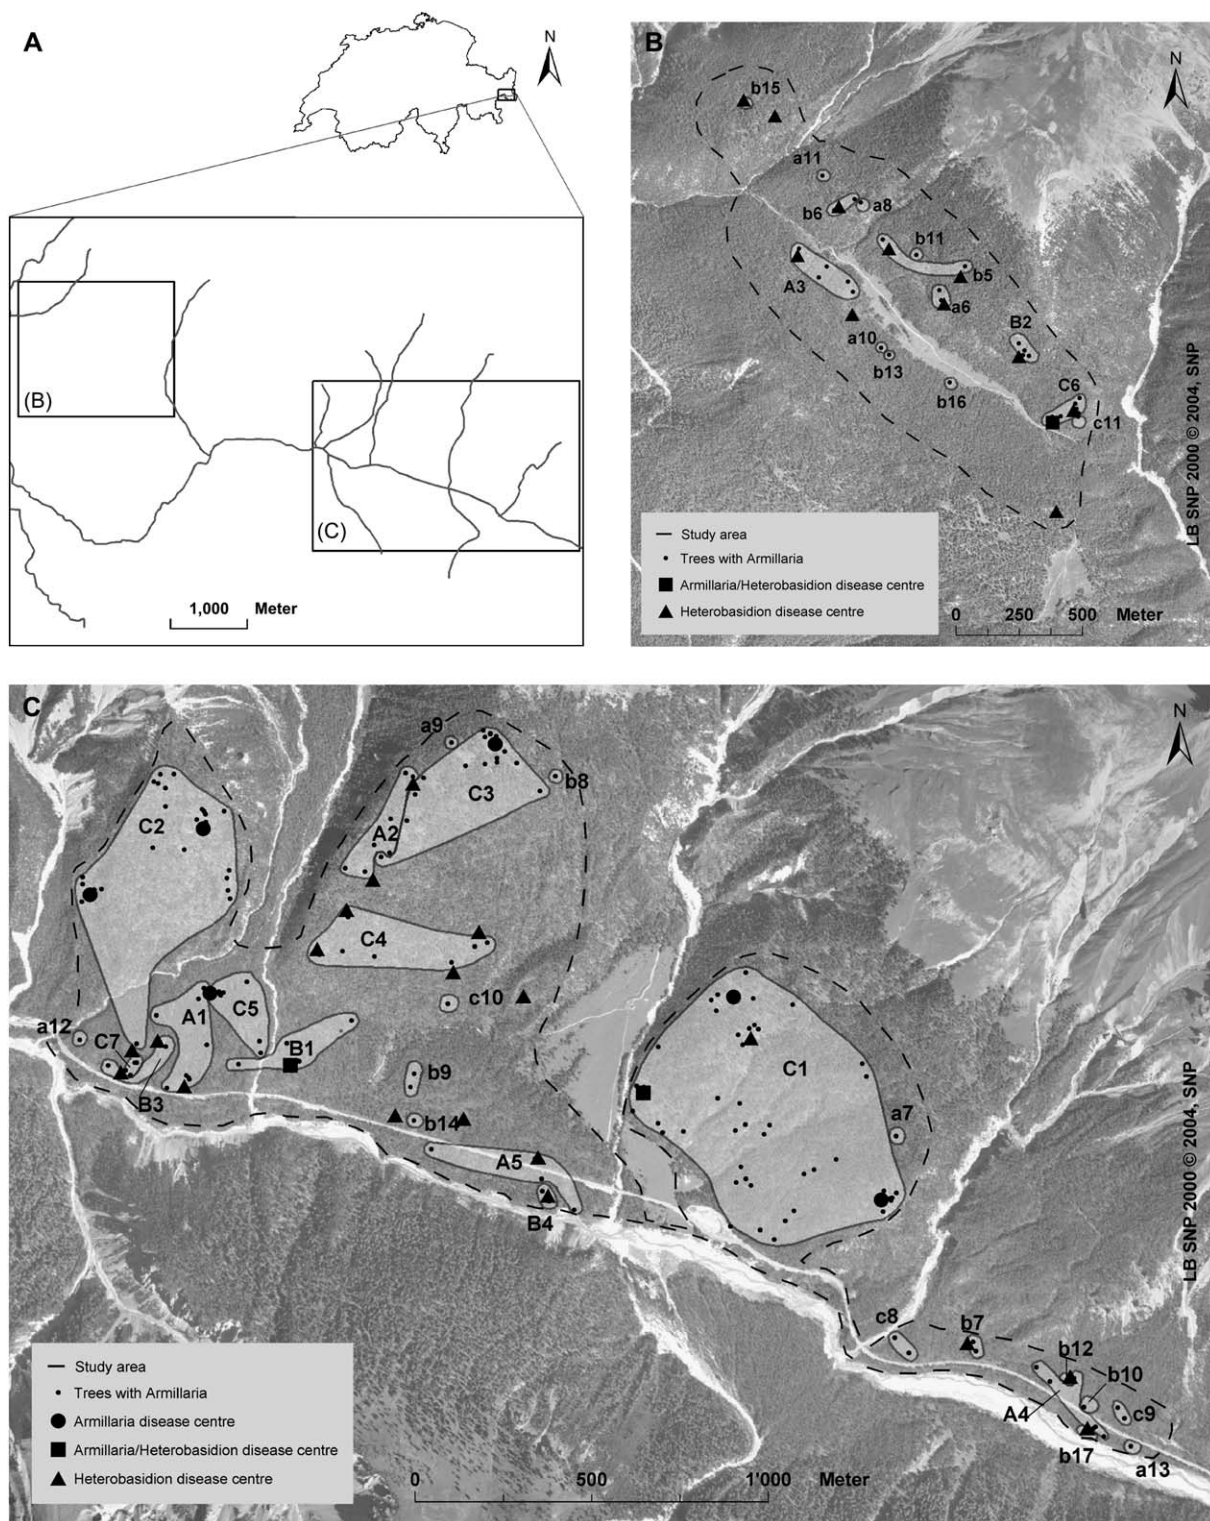 A
N
(B)
(C)
1,000 Meter
B
N
b15
a11
b6
a8
b11
b5
A3
a6
a10
B2
b13
b16
C6
c11
Study area
Trees with Armillaria
Armillaria/Heterobasidion disease centre
Heterobasidion disease centre
0 250 500 Meter
LB SNP 2000 © 2004, SNP
C
N
a9
b8
C3
C2
A2
C4
c10
C5
A1
a12
C7
B1
B3
b9
b14
A5
B4
C1
a7
c8
b7
b12
b10
A4
c9
b17
a13
Study area
Trees with Armillaria
Armillaria disease centre
Armillaria/Heterobasidion disease centre
Heterobasidion disease centre
0 500 1'000 Meter
LB SNP 2000 © 2004, SNP